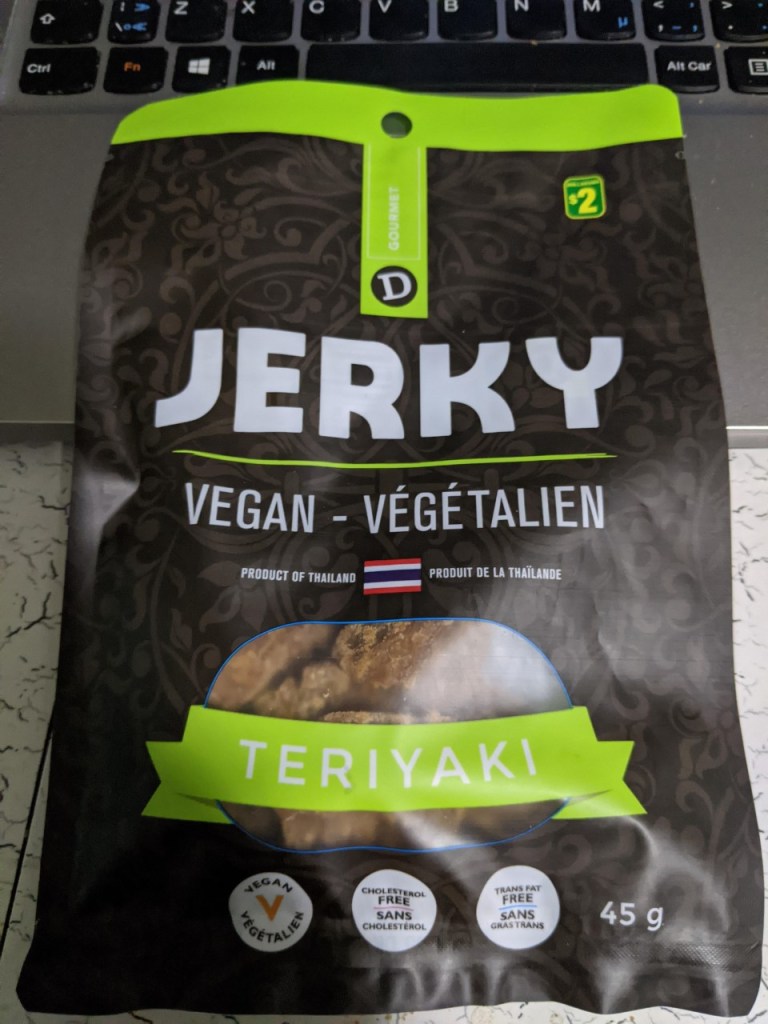 Z X C V B N M µ
Ctrl Fn Alt Alt Car
GOURMET
D
$2
JERKY
VEGAN - VÉGÉTALIEN
PRODUCT OF THAILAND PRODUIT DE LA THAÏLANDE
TERIYAKI
VEGAN
V
VÉGÉTALIEN
CHOLESTEROL
FREE
SANS
CHOLESTÉROL
TRANS FAT
FREE
SANS
GRAS TRANS
45 g